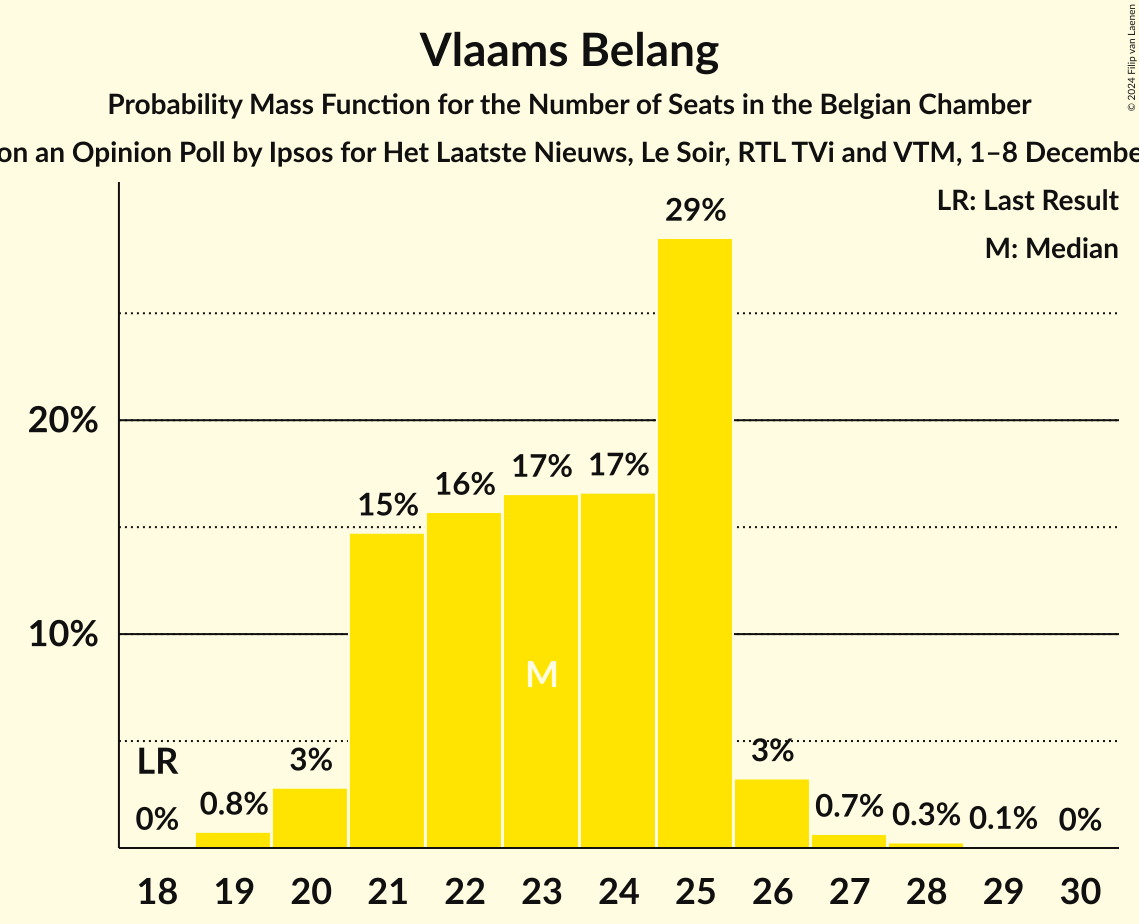 © 2024 Filip van Laenen
Vlaams Belang
Probability Mass Function for the Number of Seats in the Belgian Chamber
on an Opinion Poll by Ipsos for Het Laatste Nieuws, Le Soir, RTL TVi and VTM, 1–8 Decembe
LR: Last Result
M: Median
29%
20%
17%
17%
16%
15%
10%
M
LR
3%
3%
0%
0.8%
0.7%
0.3%
0.1%
0%
18 19 20 21 22 23 24 25 26 27 28 29 30